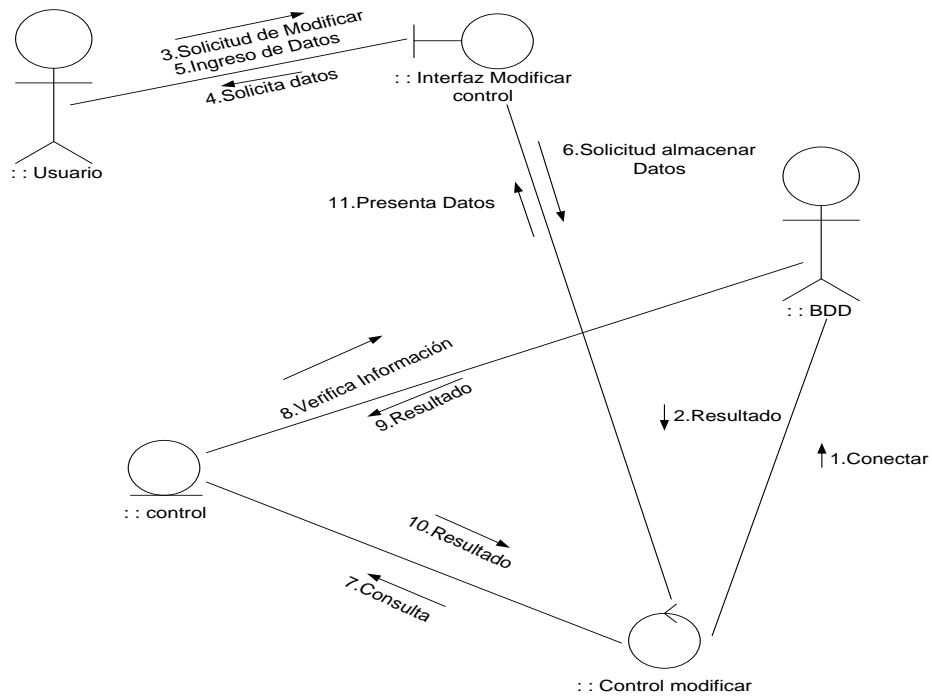 3.Solicitud de Modificar
5.Ingreso de Datos
4.Solicita datos
: : Interfaz Modificar
control
: : Usuario
6.Solicitud almacenar
Datos
11.Presenta Datos
: : BDD
8.Verifica Información
9.Resultado
2.Resultado
1.Conectar
: : control
10.Resultado
7.Consulta
: : Control modificar